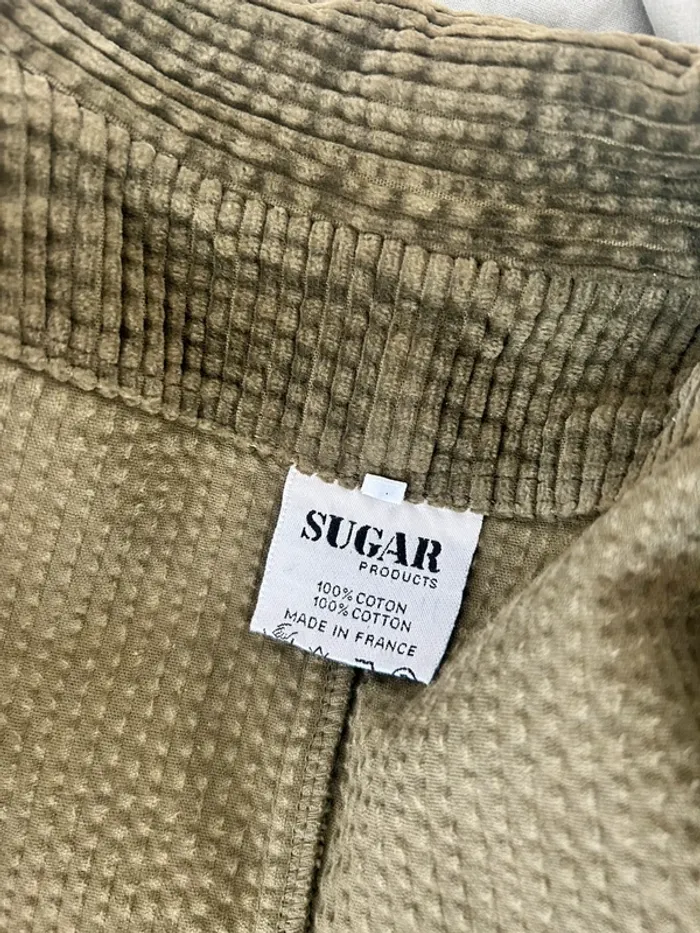 SUGAR
PRODUCTS
100% COTON
100% COTTON
MADE IN FRANCE